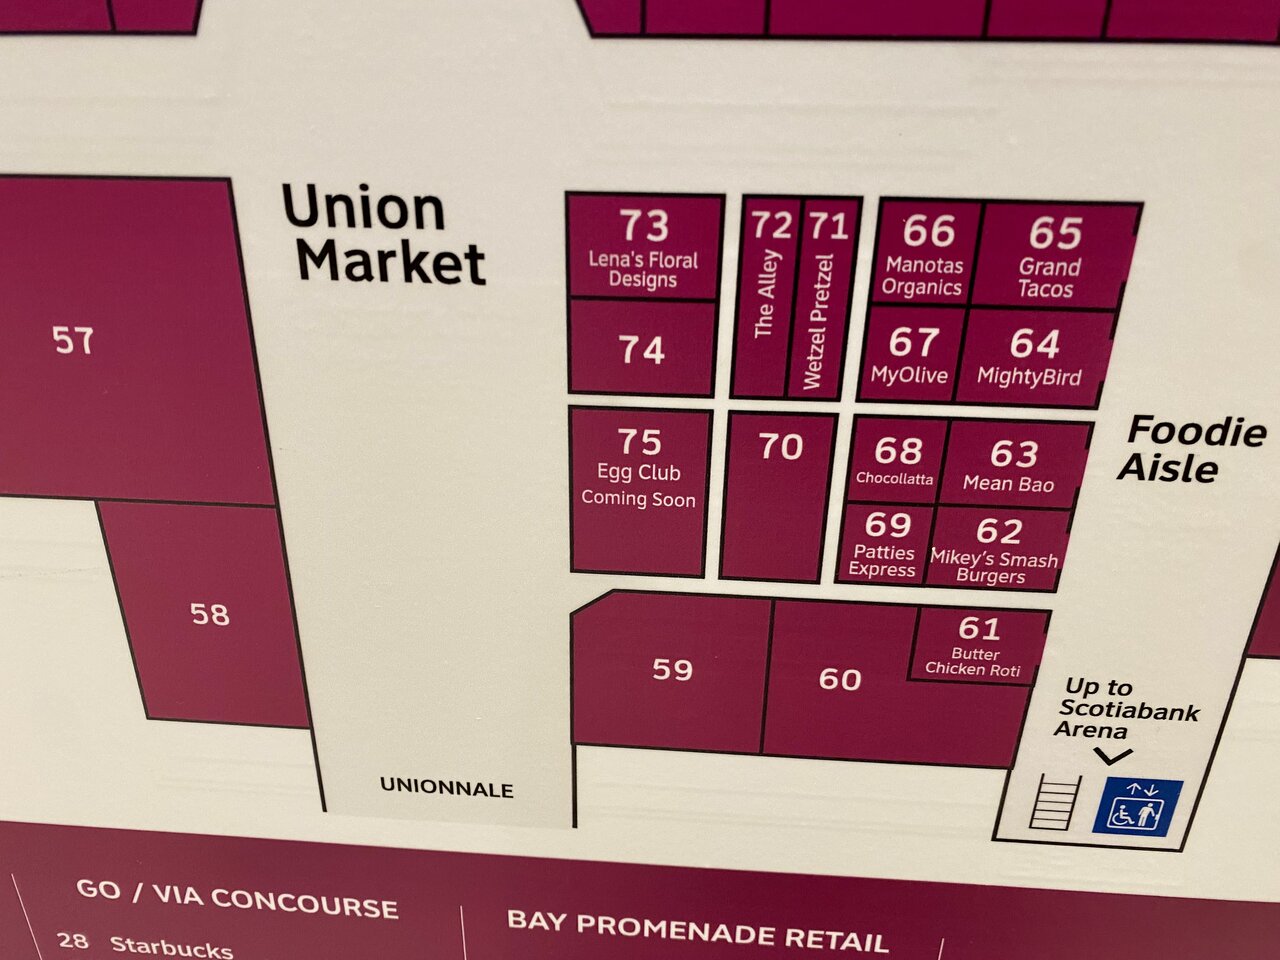 Union
Market
57
58
73
Lena's Floral
Designs
74
75
Egg Club
Coming Soon
72
The Alley
71
Wetzel Pretzel
70
66
Manotas
Organics
65
Grand
Tacos
67
MyOlive
64
MightyBird
68
Chocollatta
63
Mean Bao
69
Patties
Express
62
Mikey's Smash
Burgers
59
60
61
Butter
Chicken Roti
Foodie
Aisle
Up to
Scotiabank
Arena
UNIONNALE
GO / VIA CONCOURSE
28 Starbucks
BAY PROMENADE RETAIL